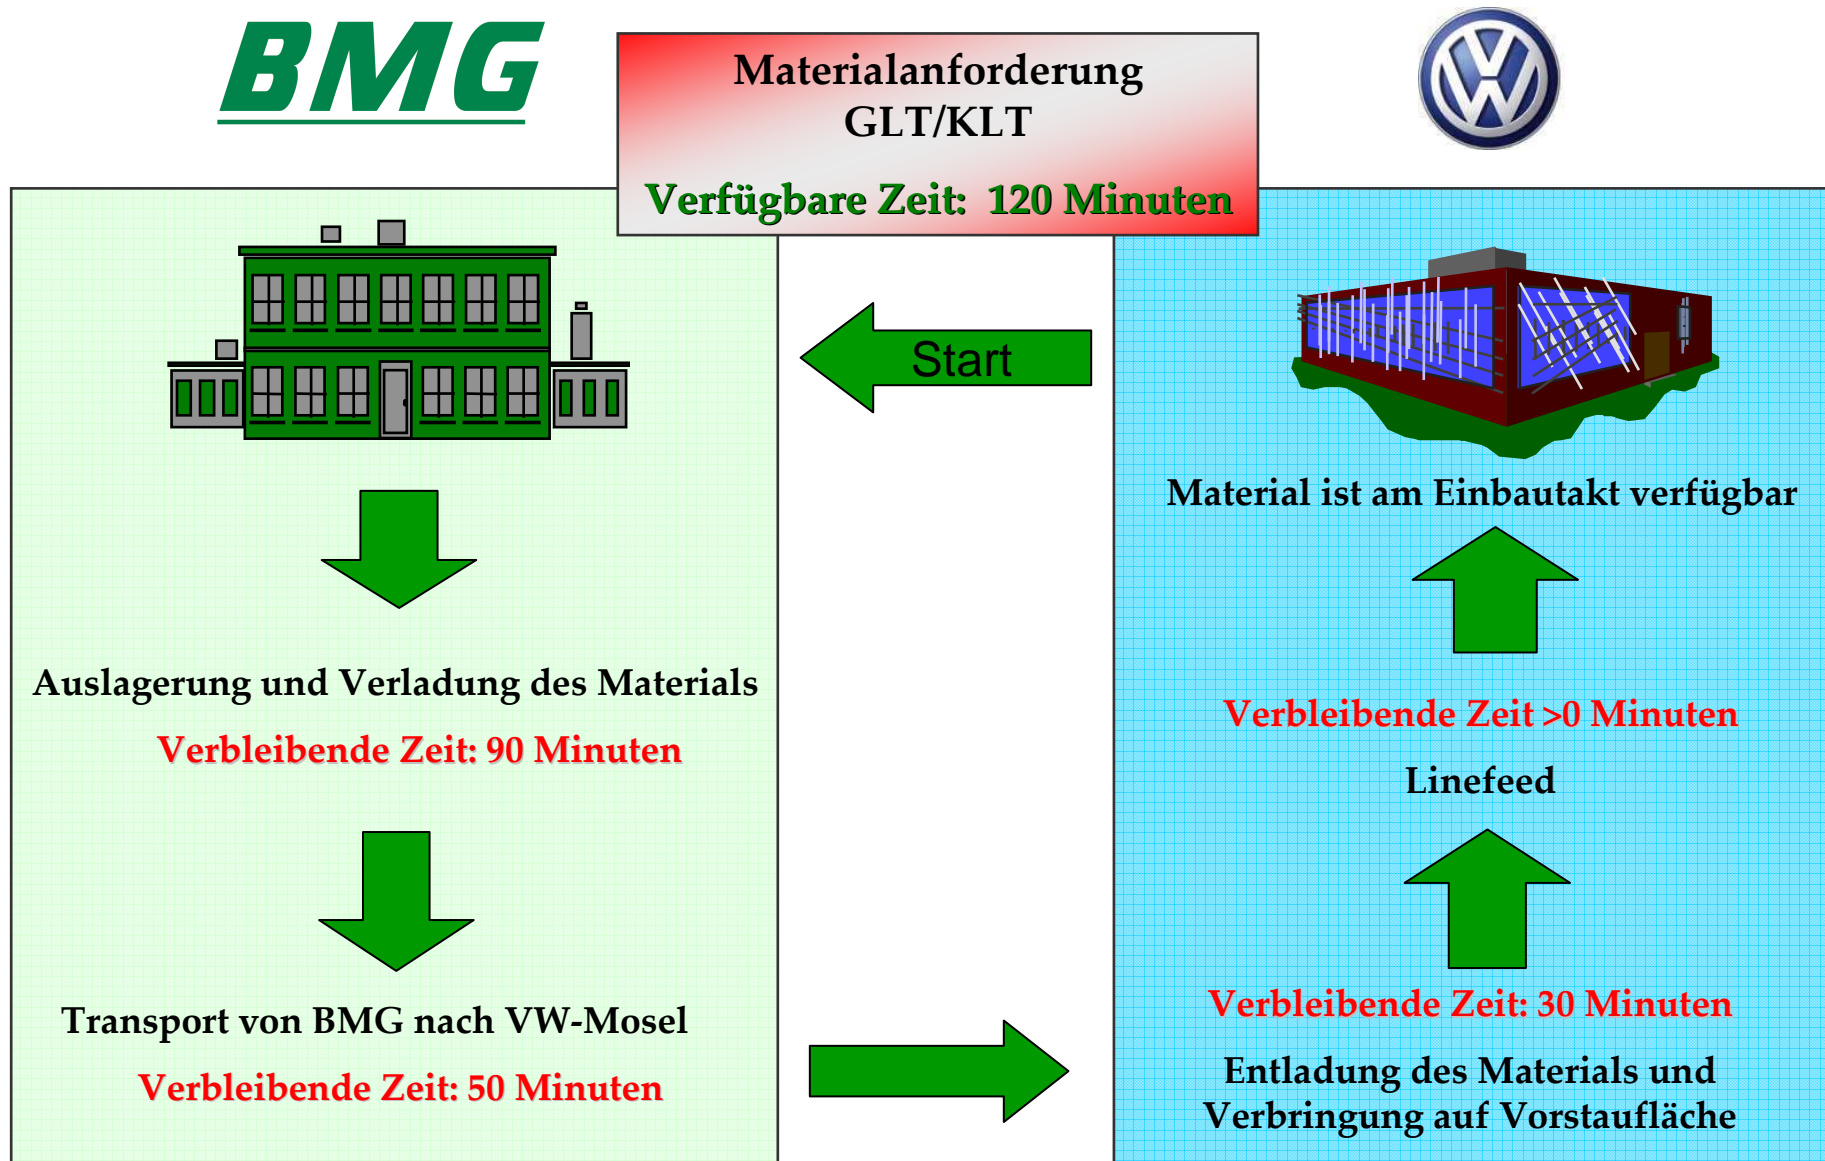 BMG
Materialanforderung
GLT/KLT
Verfügbare Zeit: 120 Minuten
VW
Start
Auslagerung und Verladung des Materials
Verbleibende Zeit: 90 Minuten
Transport von BMG nach VW-Mosel
Verbleibende Zeit: 50 Minuten
Material ist am Einbautakt verfügbar
Verbleibende Zeit >0 Minuten
Linefeed
Verbleibende Zeit: 30 Minuten
Entladung des Materials und
Verbringung auf Vorstaufläche